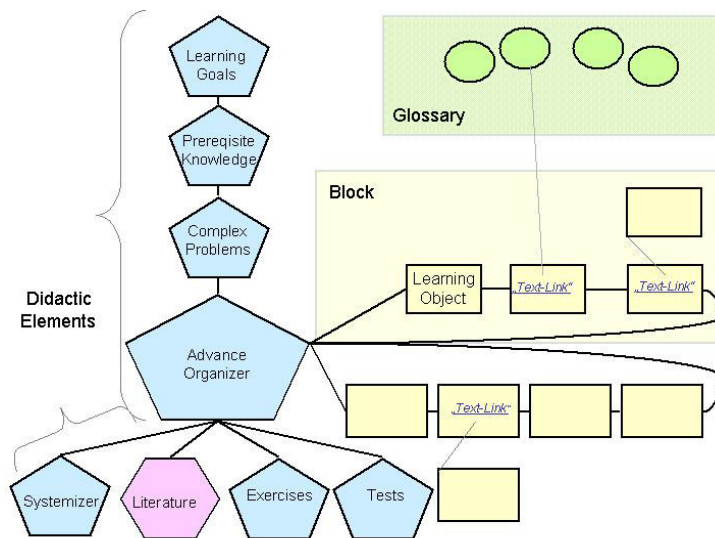 Learning
Goals
Glossary
Prereqisite
Knowledge
Block
Complex
Problems
Learning
Object
„Text-Link“
„Text-Link“
Didactic
Elements
Advance
Organizer
„Text-Link“
Systemizer
Literature
Exercises
Tests